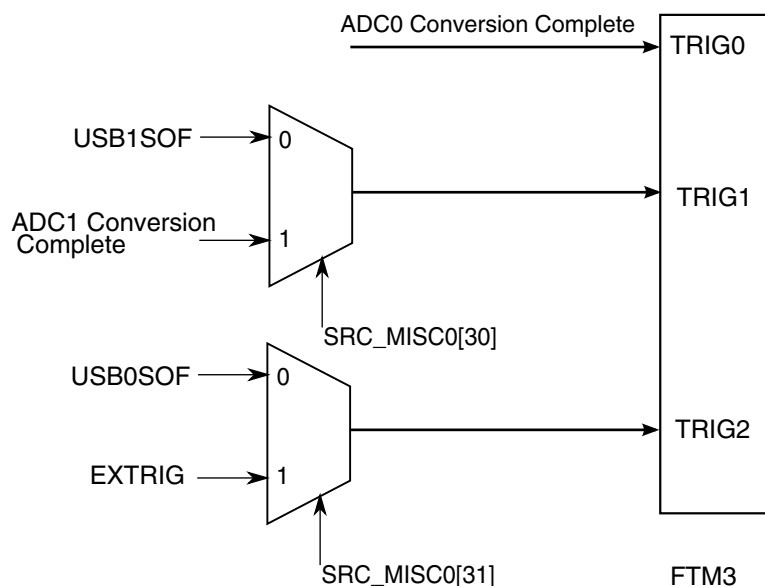 ADC0 Conversion Complete
TRIG0
USB1SOF
0
TRIG1
ADC1 Conversion
Complete
1
SRC_MISC0[30]
USB0SOF
0
TRIG2
EXTRIG
1
SRC_MISC0[31]
FTM3